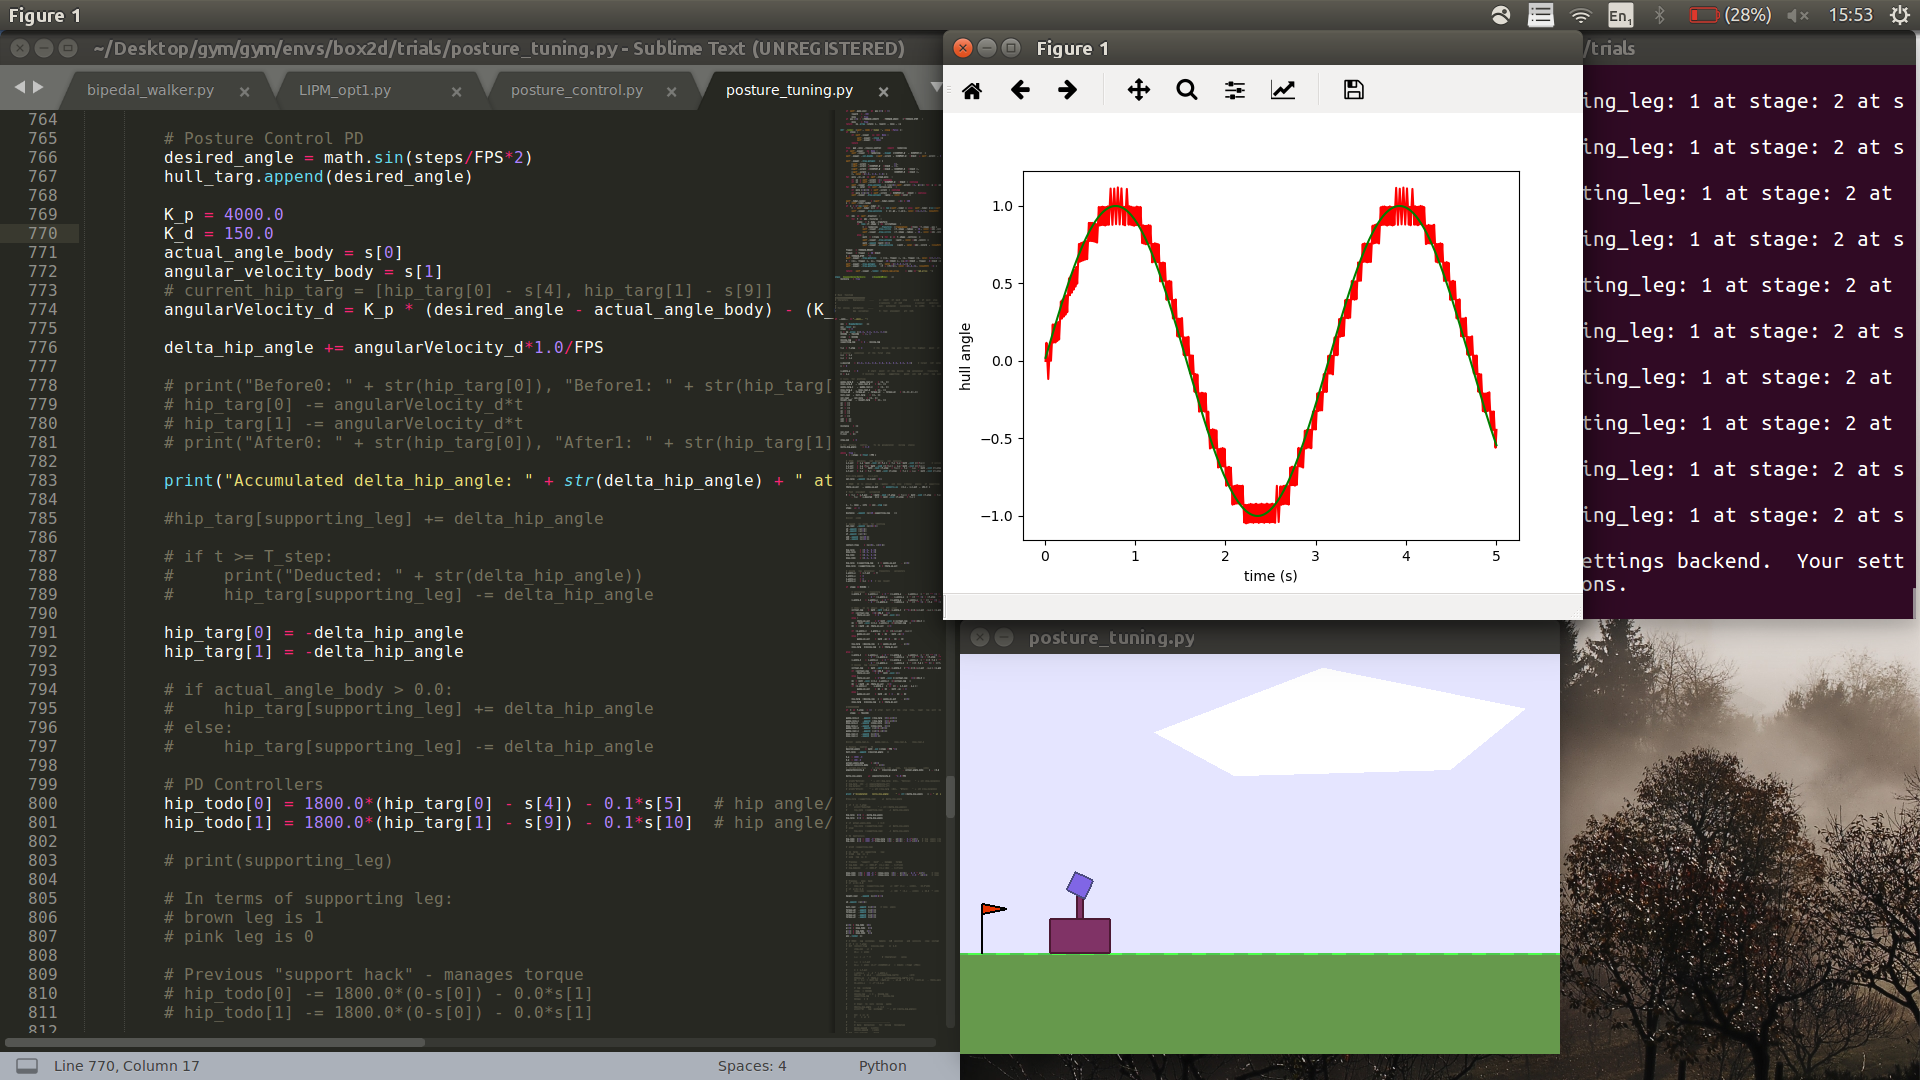 Figure 1
En1
(28%)
15:53
~/Desktop/gym/gym/envs/box2d/trials/posture_tuning.py - Sublime Text (UNREGISTERED)
bipedal_walker.py
LIPM_opt1.py
posture_control.py
posture_tuning.py
764
765 # Posture Control PD
766 desired_angle = math.sin(steps/FPS*2)
767 hull_targ.append(desired_angle)
768
769 K_p = 4000.0
770 K_d = 150.0
771 actual_angle_body = s[0]
772 angular_velocity_body = s[1]
773 # current_hip_targ = [hip_targ[0] - s[4], hip_targ[1] - s[9]]
774 angularVelocity_d = K_p * (desired_angle - actual_angle_body) - (K_
775
776 delta_hip_angle += angularVelocity_d*1.0/FPS
777
778 # print("Before0: " + str(hip_targ[0]), "Before1: " + str(hip_targ[
779 # hip_targ[0] -= angularVelocity_d*t
780 # hip_targ[1] -= angularVelocity_d*t
781 # print("After0: " + str(hip_targ[0]), "After1: " + str(hip_targ[1]
782
783 print("Accumulated delta_hip_angle: " + str(delta_hip_angle) + " at
784
785 #hip_targ[supporting_leg] += delta_hip_angle
786
787 # if t >= T_step:
788 #     print("Deducted: " + str(delta_hip_angle))
789 #     hip_targ[supporting_leg] -= delta_hip_angle
790
791 hip_targ[0] = -delta_hip_angle
792 hip_targ[1] = -delta_hip_angle
793
794 # if actual_angle_body > 0.0:
795 #     hip_targ[supporting_leg] += delta_hip_angle
796 # else:
797 #     hip_targ[supporting_leg] -= delta_hip_angle
798
799 # PD Controllers
800 hip_todo[0] = 1800.0*(hip_targ[0] - s[4]) - 0.1*s[5]   # hip angle/
801 hip_todo[1] = 1800.0*(hip_targ[1] - s[9]) - 0.1*s[10]  # hip angle/
802
803 # print(supporting_leg)
804
805 # In terms of supporting leg:
806 # brown leg is 1
807 # pink leg is 0
808
809 # Previous "support hack" - manages torque
810 # hip_todo[0] -= 1800.0*(0-s[0]) - 0.0*s[1]
811 # hip_todo[1] -= 1800.0*(0-s[0]) - 0.0*s[1]
812
Line 770, Column 17
Spaces: 4
Python
Figure 1
1.0
0.5
0.0
−0.5
−1.0
hull angle
0 1 2 3 4 5
time (s)
/trials
ing_leg: 1 at stage: 2 at s
ing_leg: 1 at stage: 2 at s
ting_leg: 1 at stage: 2 at
ing_leg: 1 at stage: 2 at s
ting_leg: 1 at stage: 2 at
ing_leg: 1 at stage: 2 at s
ting_leg: 1 at stage: 2 at
ting_leg: 1 at stage: 2 at
ing_leg: 1 at stage: 2 at s
ing_leg: 1 at stage: 2 at s
ettings backend.  Your sett
ons.
posture_tuning.py